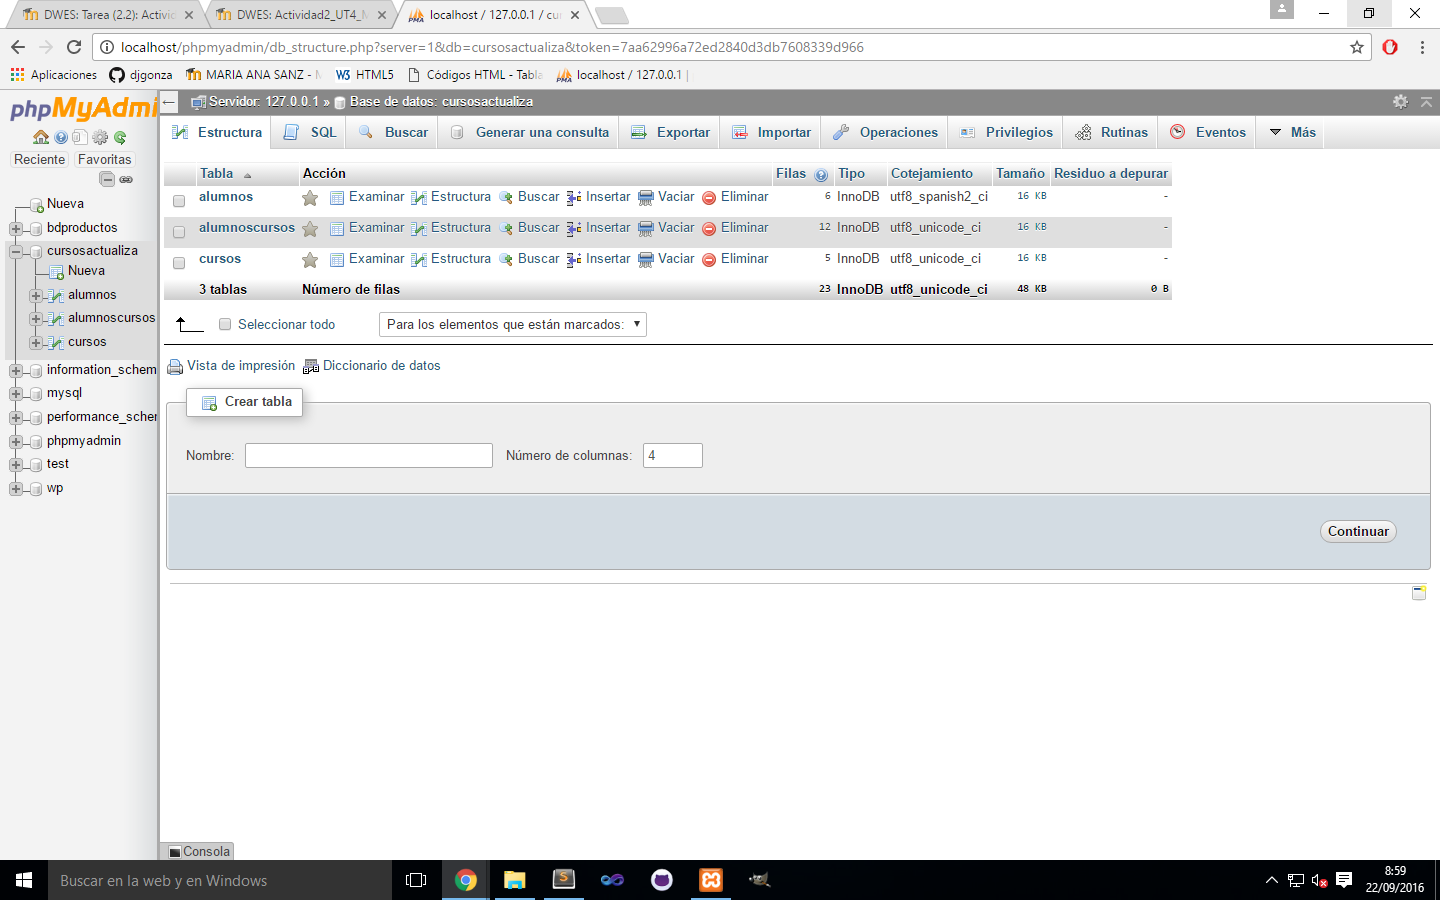 DWES: Tarea (2.2): Activid
DWES: Actividad2_UT4_M
localhost / 127.0.0.1 / cur
localhost/phpmyadmin/db_structure.php?server=1&db=cursosactualiza&token=7aa62996a72ed2840d3db7608339d966
Aplicaciones djgonza MARIA ANA SANZ - M HTML5 Códigos HTML - Tabla localhost / 127.0.0.1 |
phpMyAdmi
Servidor: 127.0.0.1 » Base de datos: cursosactualiza
Estructura SQL Buscar Generar una consulta Exportar Importar Operaciones Privilegios Rutinas Eventos Más
Reciente Favoritas
Nueva
bdproductos
cursosactualiza
Nueva
alumnos
alumnoscursos
cursos
information_schem
mysql
performance_scher
phpmyadmin
test
wp
Tabla Acción Filas Tipo Cotejamiento Tamaño Residuo a depurar
alumnos Examinar Estructura Buscar Insertar Vaciar Eliminar 6 InnoDB utf8_spanish2_ci 16 KB -
alumnoscursos Examinar Estructura Buscar Insertar Vaciar Eliminar 12 InnoDB utf8_unicode_ci 16 KB -
cursos Examinar Estructura Buscar Insertar Vaciar Eliminar 5 InnoDB utf8_unicode_ci 16 KB -
3 tablas Número de filas 23 InnoDB utf8_unicode_ci 48 KB 0 B
Seleccionar todo Para los elementos que están marcados:
Vista de impresión Diccionario de datos
Crear tabla
Nombre: Número de columnas: 4
Continuar
Consola
Buscar en la web y en Windows
8:59
22/09/2016